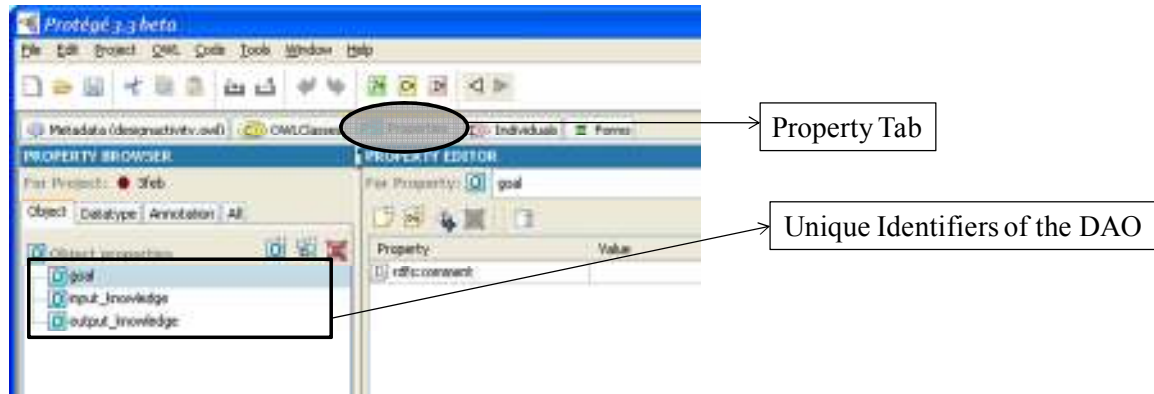 Protégé 3.3 beta
File Edit Project OWL Code Tools Window Help
Metadata (designactivity.owl) OWLClasses Properties Individuals Forms
Property Tab
PROPERTY BROWSER PROPERTY EDITOR
For Project: 3feb For Property: goal
Object Datatype Annotation All
Unique Identifiers of the DAO
Object properties Property Value
goal rdfs:comment
input_knowledge
output_knowledge